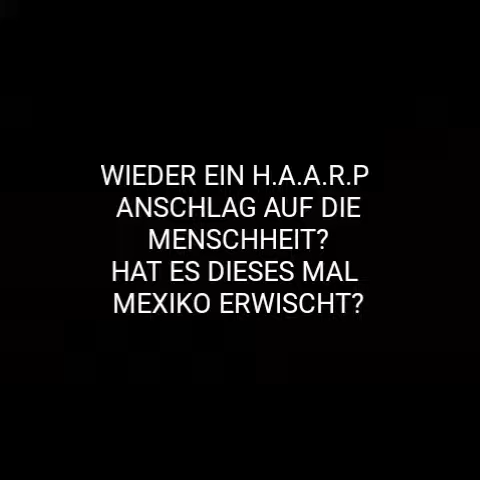 WIEDER EIN H.A.A.R.P
ANSCHLAG AUF DIE
MENSCHHEIT?
HAT ES DIESES MAL
MEXIKO ERWISCHT?